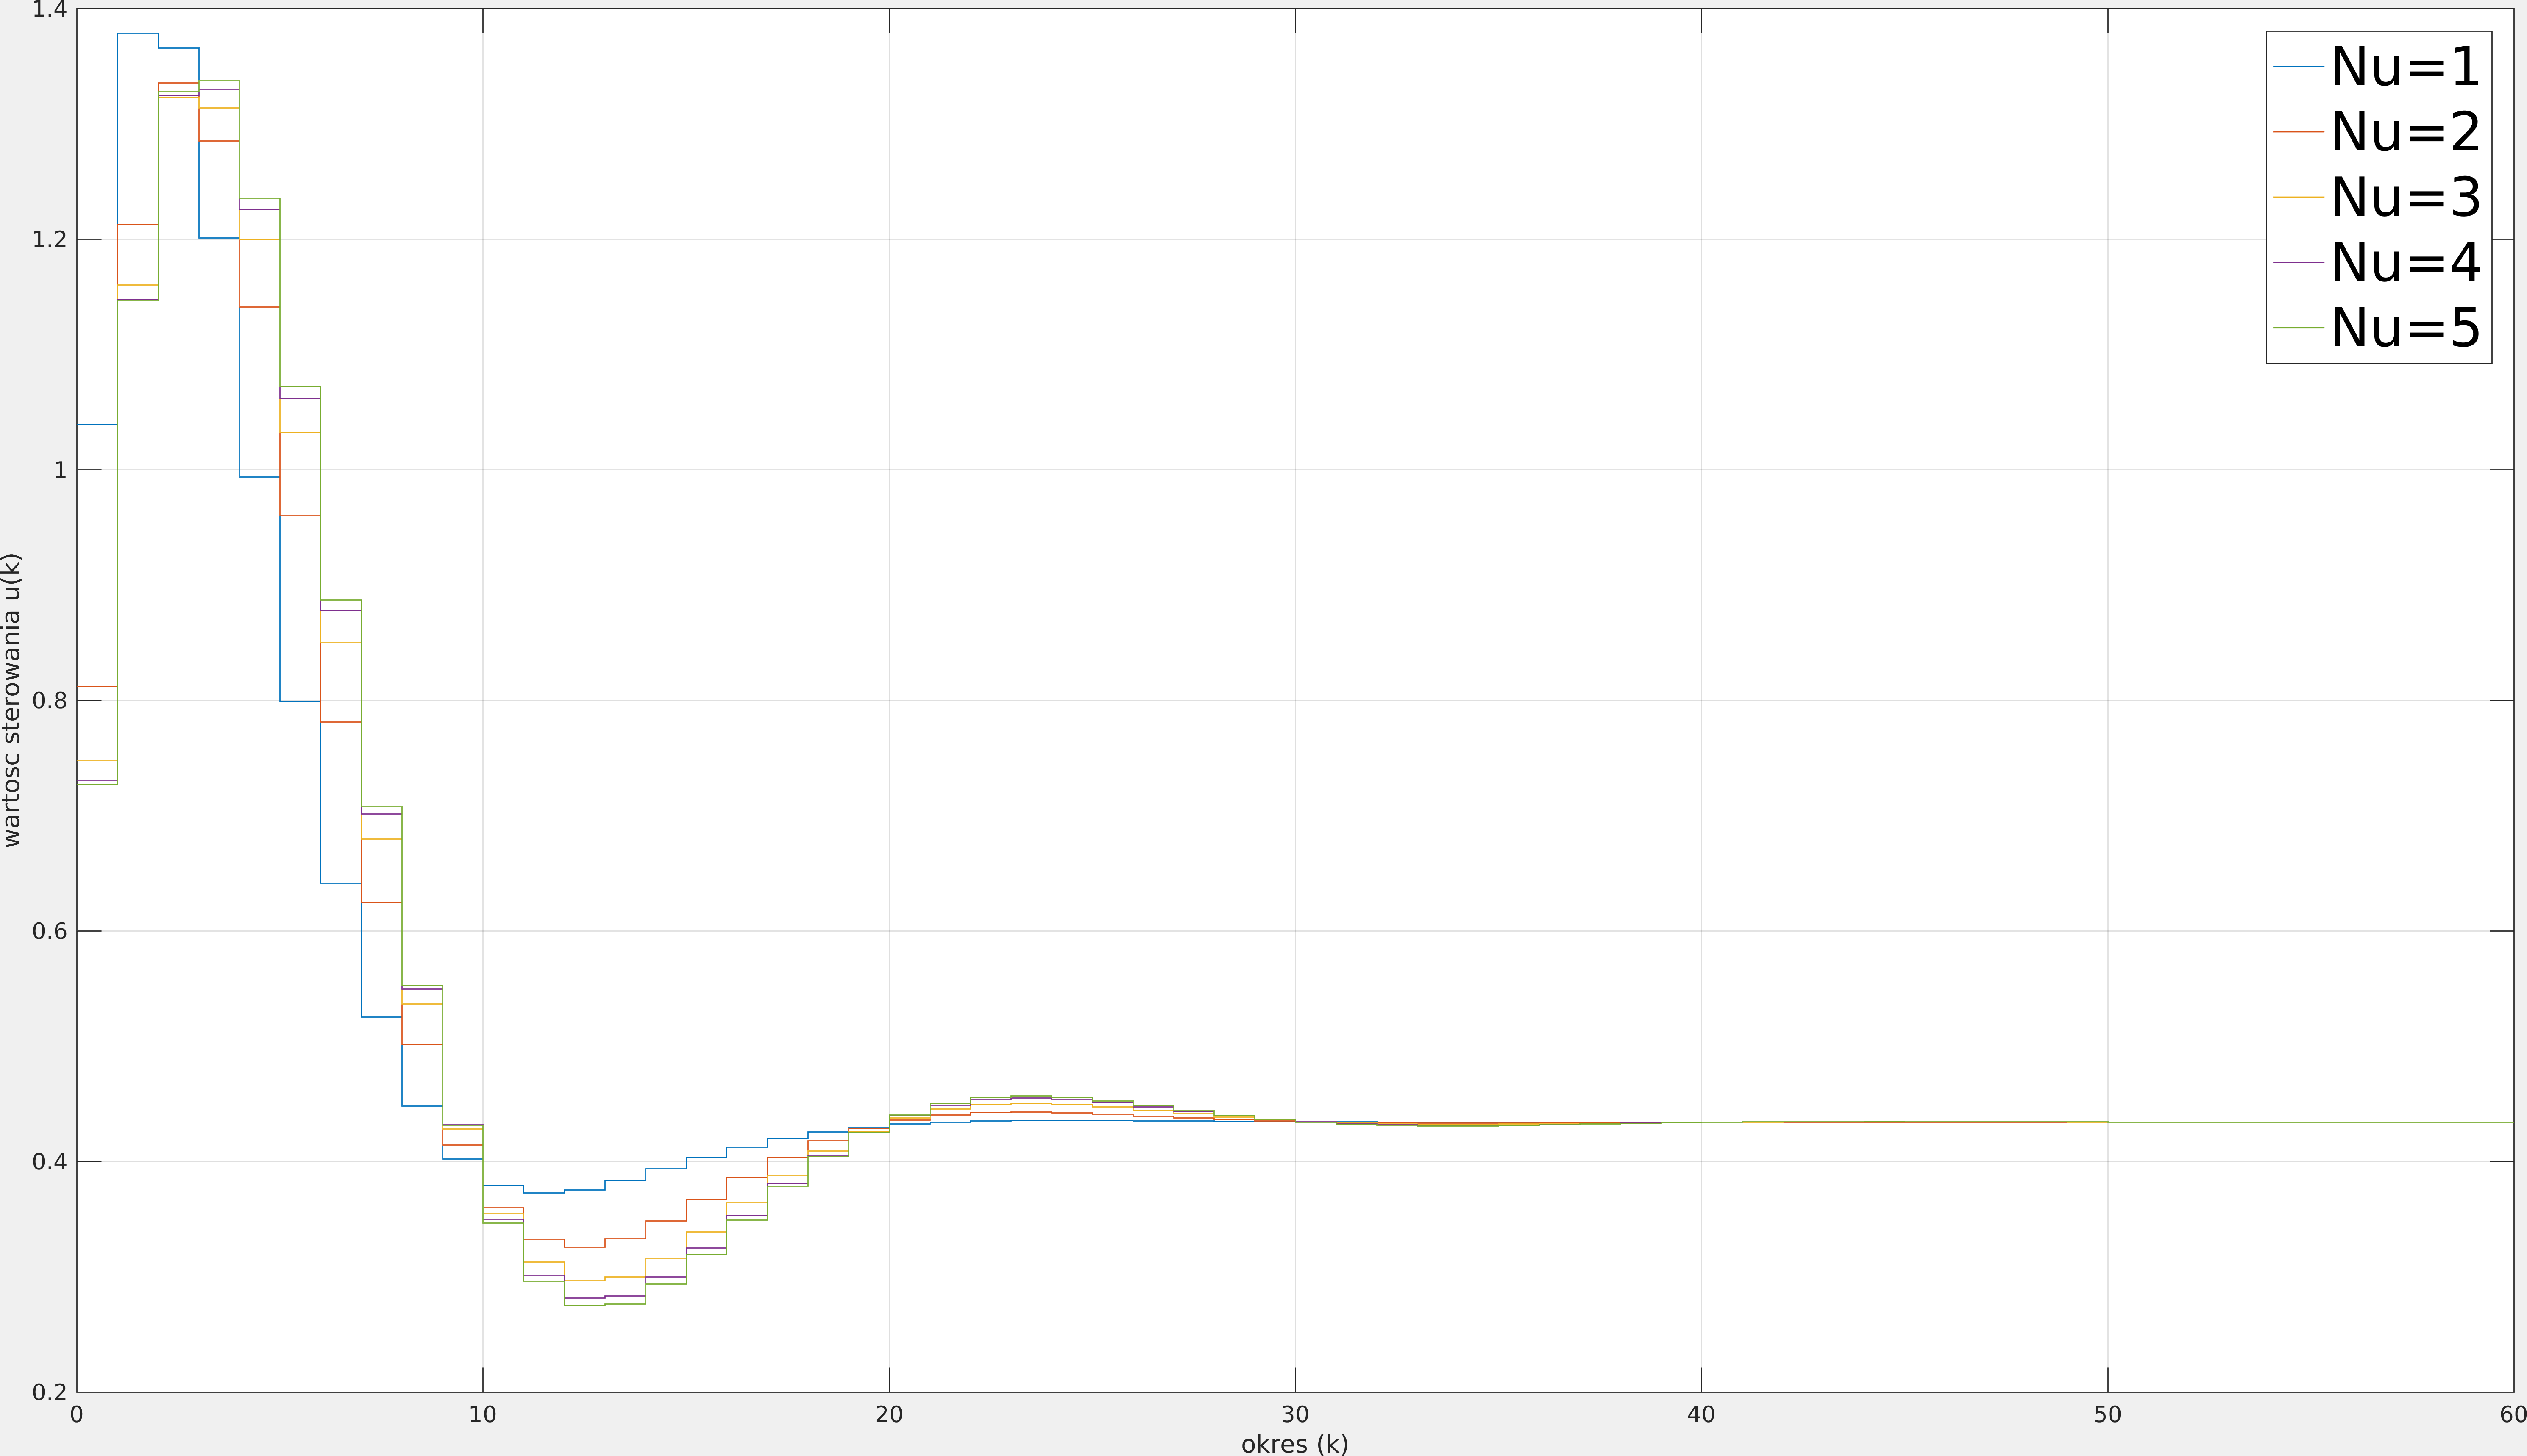 1.4
1.2
1
0.8
0.6
0.4
0.2
wartosc sterowania u(k)
Nu=1
Nu=2
Nu=3
Nu=4
Nu=5
0 10 20 30 40 50 60
okres (k)